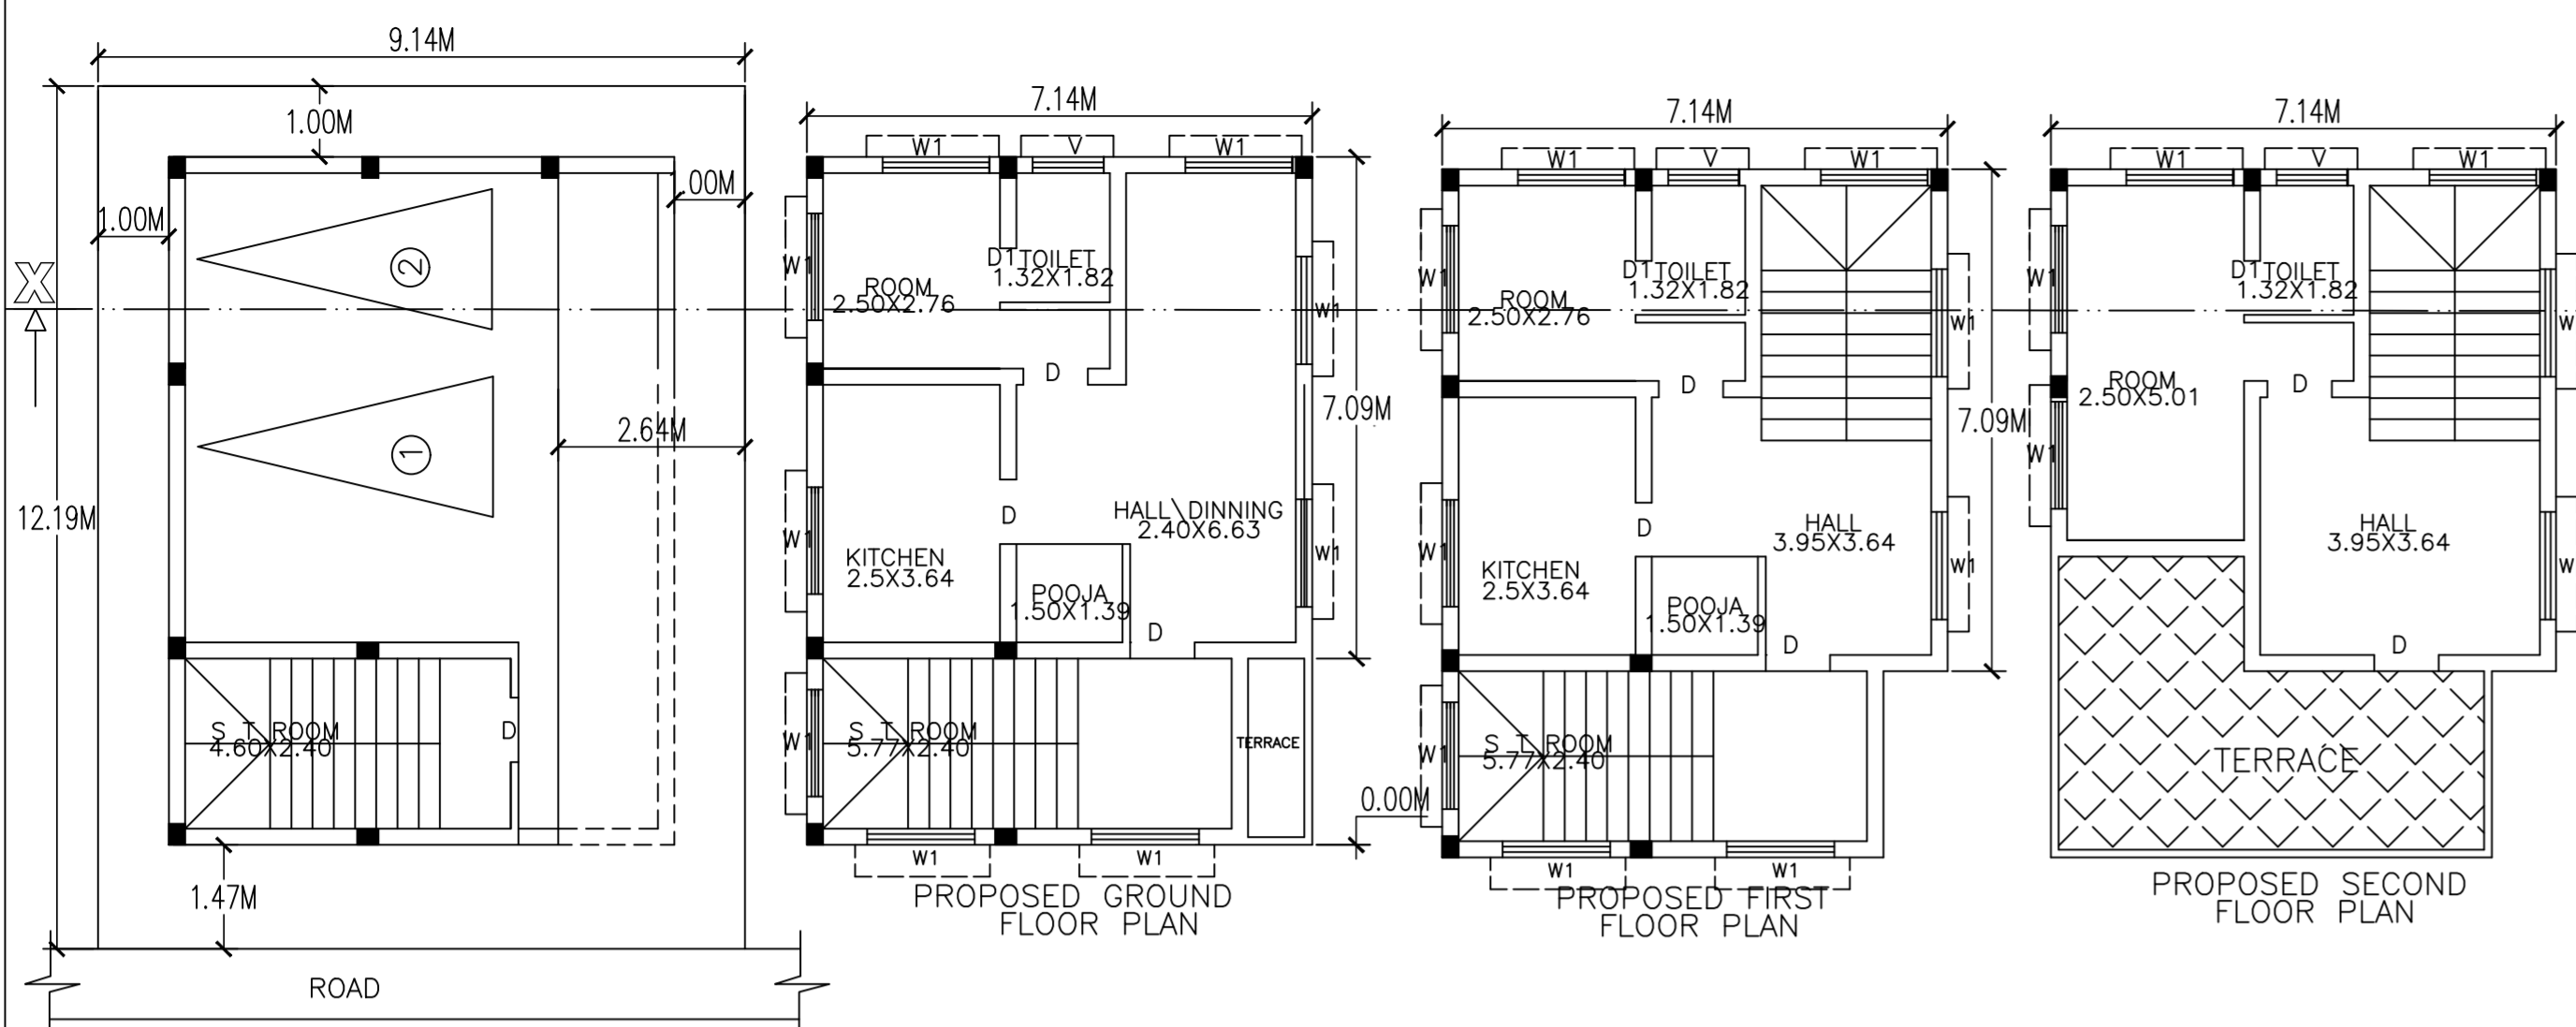 9.14M
1.00M
.00M
1.00M
2
X
1
2.64M
12.19M
S T ROOM
4.60X2.40
D
1.47M
ROAD
7.14M
W1
V
W1
W1
D1
TOILET
1.32X1.82
ROOM
2.50X2.76
W1
D
7.09M
HALL\DINNING
2.40X6.63
D
W1
KITCHEN
2.5X3.64
W1
POOJA
1.50X1.39
D
S T ROOM
5.77X2.40
W1
TERRACE
0.00M
W1
W1
PROPOSED GROUND
FLOOR PLAN
7.14M
W1
V
W1
W1
D1
TOILET
1.32X1.82
ROOM
2.50X2.76
W1
D
7.09M
HALL
3.95X3.64
D
W1
KITCHEN
2.5X3.64
W1
POOJA
1.50X1.39
D
S T ROOM
5.77X2.40
W1
W1
W1
PROPOSED FIRST
FLOOR PLAN
7.14M
W1
V
W1
W1
D1
TOILET
1.32X1.82
W
ROOM
2.50X5.01
D
W1
HALL
3.95X3.64
W
D
TERRACE
PROPOSED SECOND
FLOOR PLAN